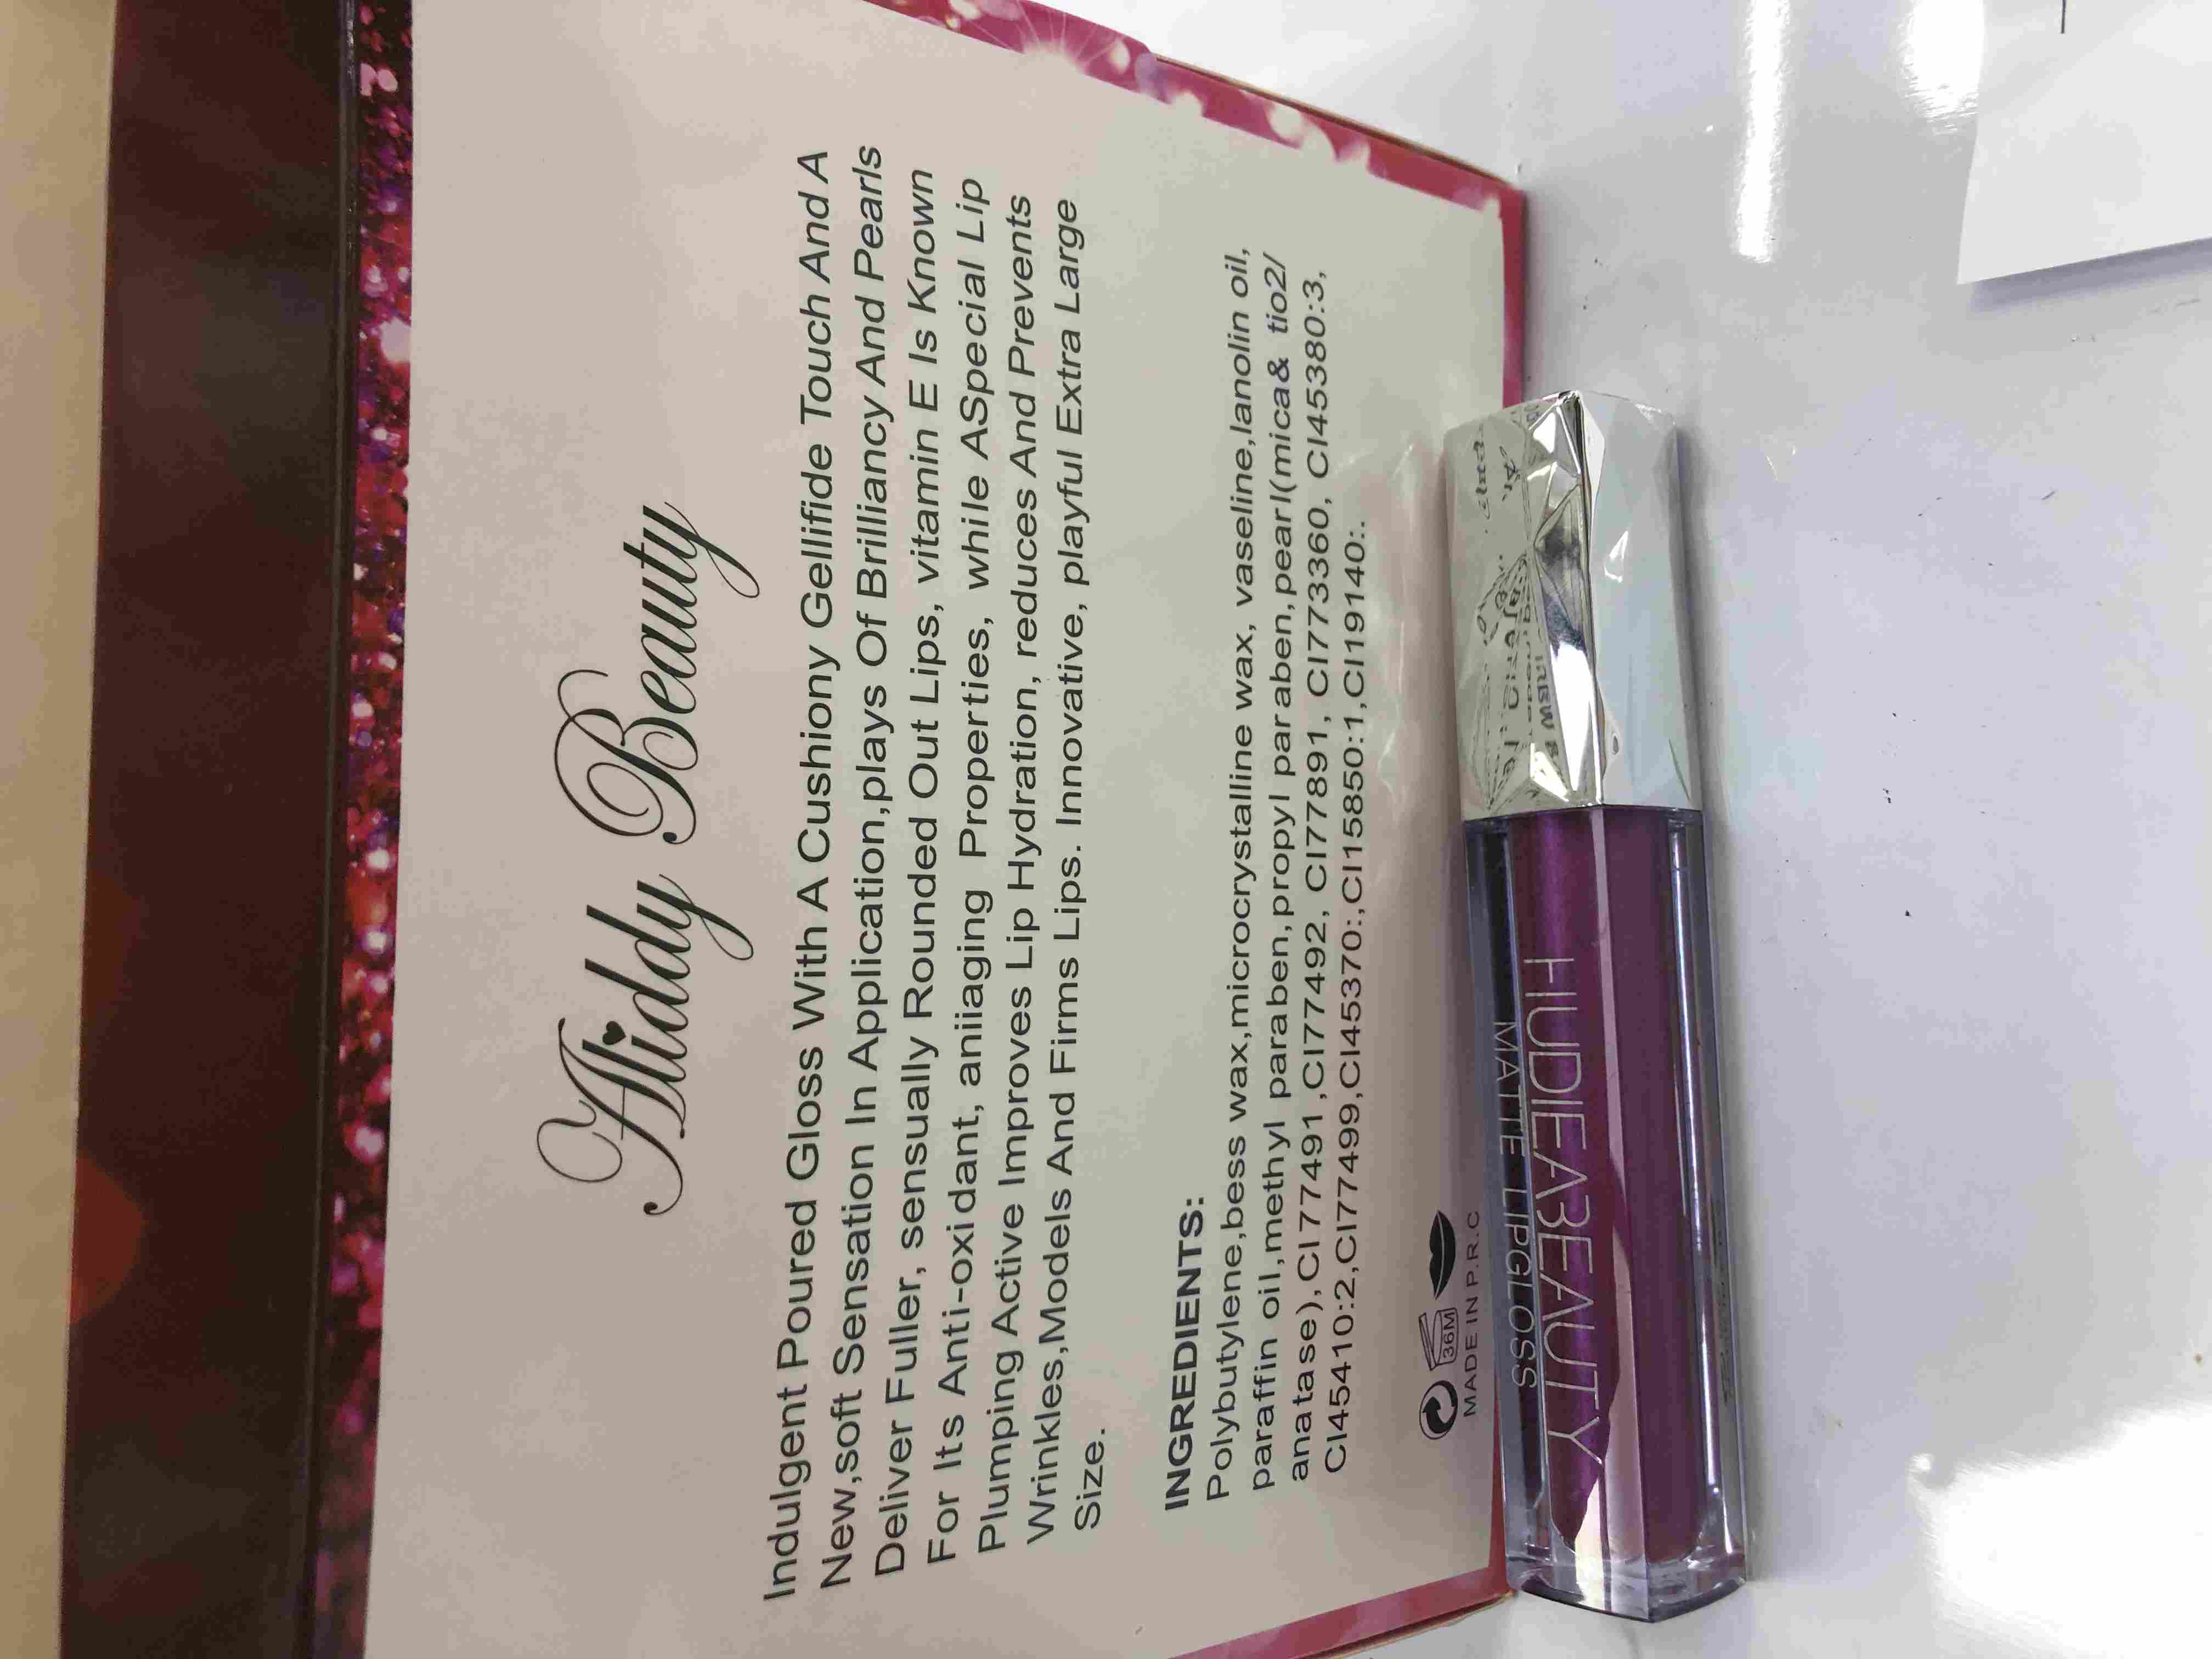 Hiddy Beauty
Indulgent Poured Gloss With A Cushiony Gellifide Touch And A
New,soft Sensation In Application,plays Of Brilliancy And Pearls
Deliver Fuller, sensually Rounded Out Lips, vitamin E Is Known
For Its Anti-oxidant, aniiaging Properties, while ASpecial Lip
Plumping Active Improves Lip Hydration, reduces And Prevents
Wrinkles,Models And Firms Lips. Innovative, playful Extra Large
Size.
INGREDIENTS:
Polybutylene,bess wax,microcrystalline wax, vaseline,lanolin oil,
paraffin oil,methyl paraben,propyl paraben,pearl(mica& tio2/
anatase),CI77491,CI77492, CI77891, CI773360, CI45380:3,
CI45410:2,CI77499,CI45370:,CI15850:1,CI19140:.
36M
MADE IN P.R.C
MATTE LIPGLOSS
HUDIEABEAUTY